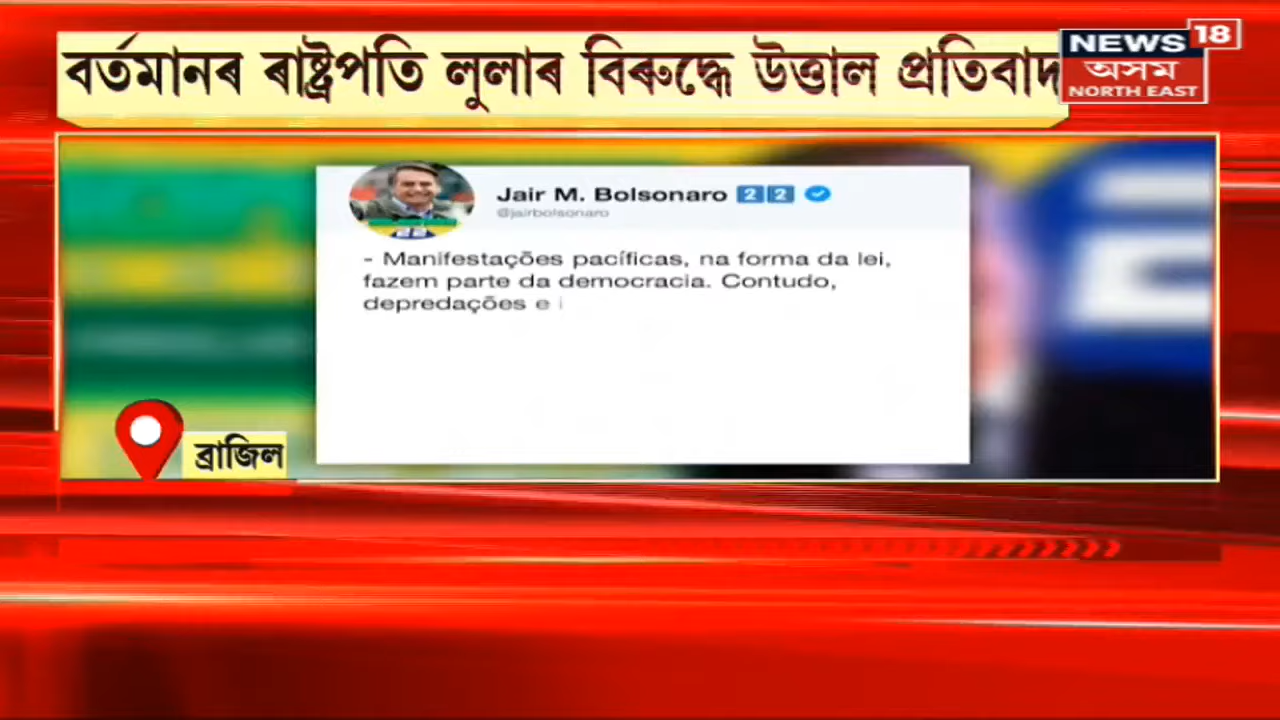 বৰ্তমানৰ ৰাষ্ট্ৰপতি লুলাৰ বিৰুদ্ধে উত্তাল প্ৰতিবাদ
NEWS 18
অসম
NORTH EAST
Jair M. Bolsonaro 22
@jairbolsonaro
22
- Manifestações pacíficas, na forma da lei,
fazem parte da democracia. Contudo,
depredações e i
ব্ৰাজিল